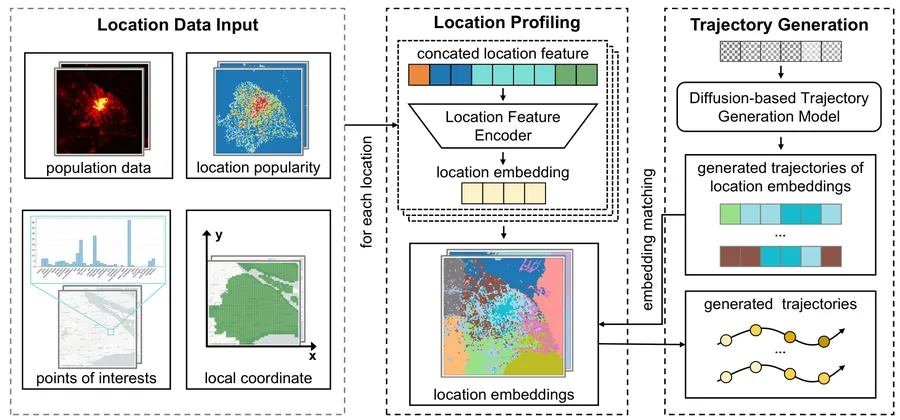 Location Data Input
population data
location popularity
points of interests
y
x
local coordinate
for each location
Location Profiling
concated location feature
Location Feature
Encoder
location embedding
location embeddings
embedding matching
Trajectory Generation
Diffusion-based Trajectory
Generation Model
generated trajectories of
location embeddings
...
generated trajectories
...